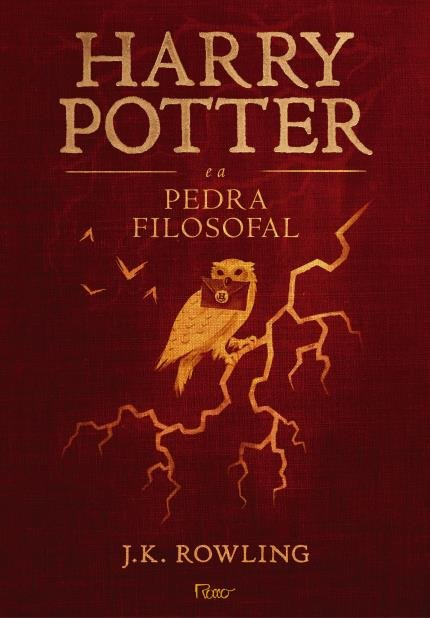 HARRY
POTTER
e a
PEDRA
FILOSOFAL
J.K. ROWLING
Rocco